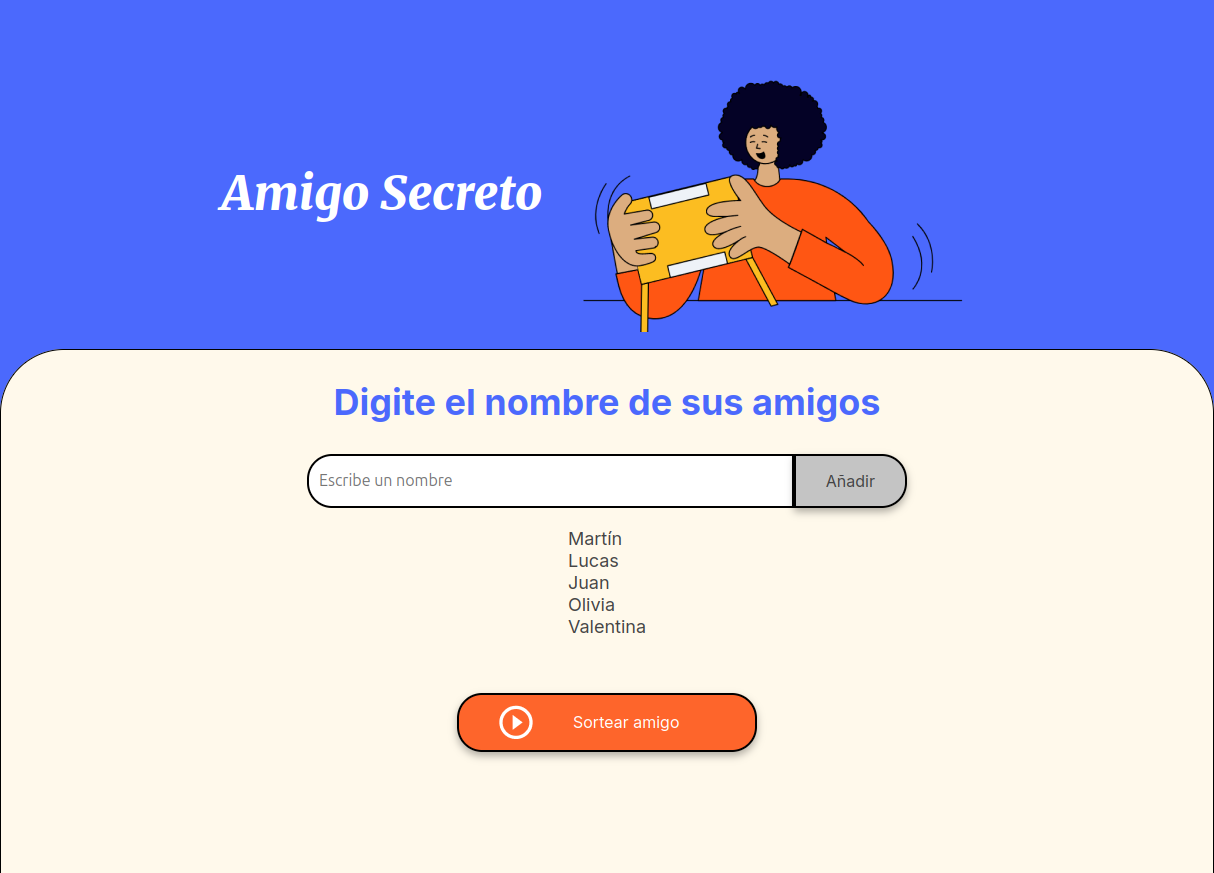 Amigo Secreto
Digite el nombre de sus amigos
Escribe un nombre
Añadir
Martín
Lucas
Juan
Olivia
Valentina
Sortear amigo